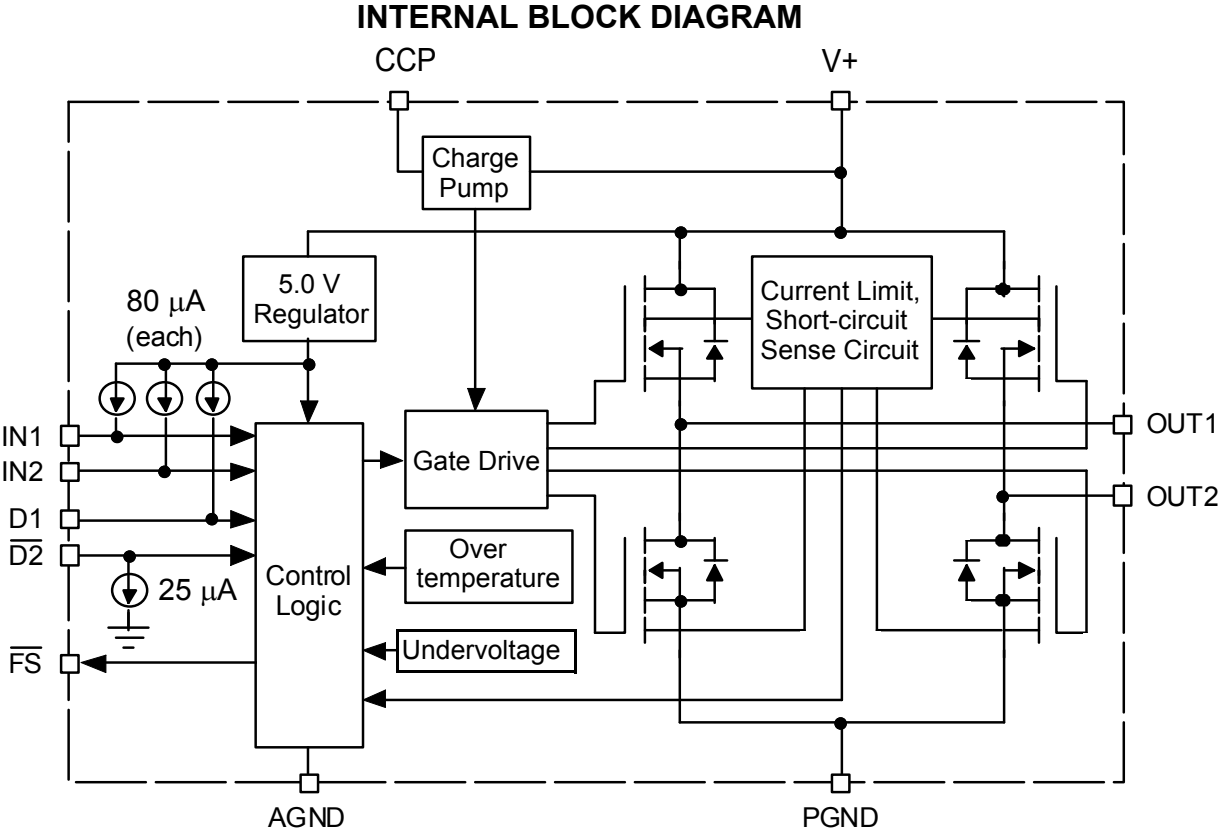 INTERNAL BLOCK DIAGRAM
CCP
V+
Charge
Pump
5.0 V
Regulator
80 μA
(each)
Current Limit,
Short-circuit
Sense Circuit
IN1
IN2
D1
D2
FS
25 μA
Control
Logic
Gate Drive
Over
temperature
Undervoltage
OUT1
OUT2
AGND
PGND